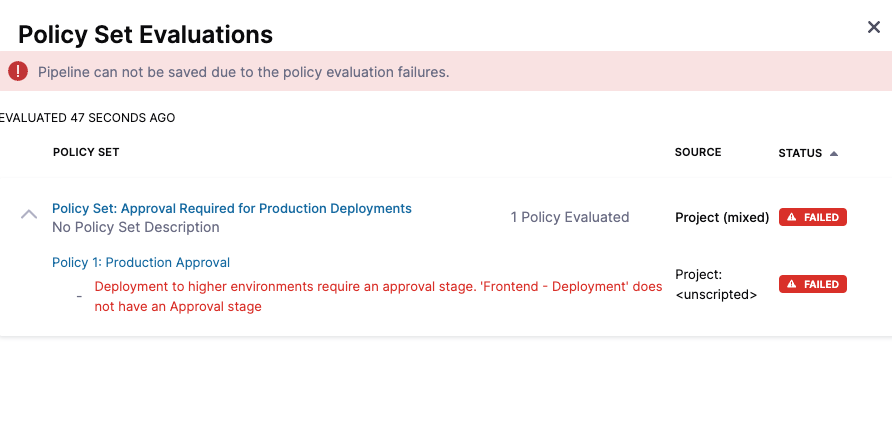 Policy Set Evaluations
Pipeline can not be saved due to the policy evaluation failures.
EVALUATED 47 SECONDS AGO
POLICY SET
SOURCE
STATUS
Policy Set: Approval Required for Production Deployments
No Policy Set Description
1 Policy Evaluated
Project (mixed)
FAILED
Policy 1: Production Approval
- Deployment to higher environments require an approval stage. 'Frontend - Deployment' does
not have an Approval stage
Project:
<unscripted>
FAILED